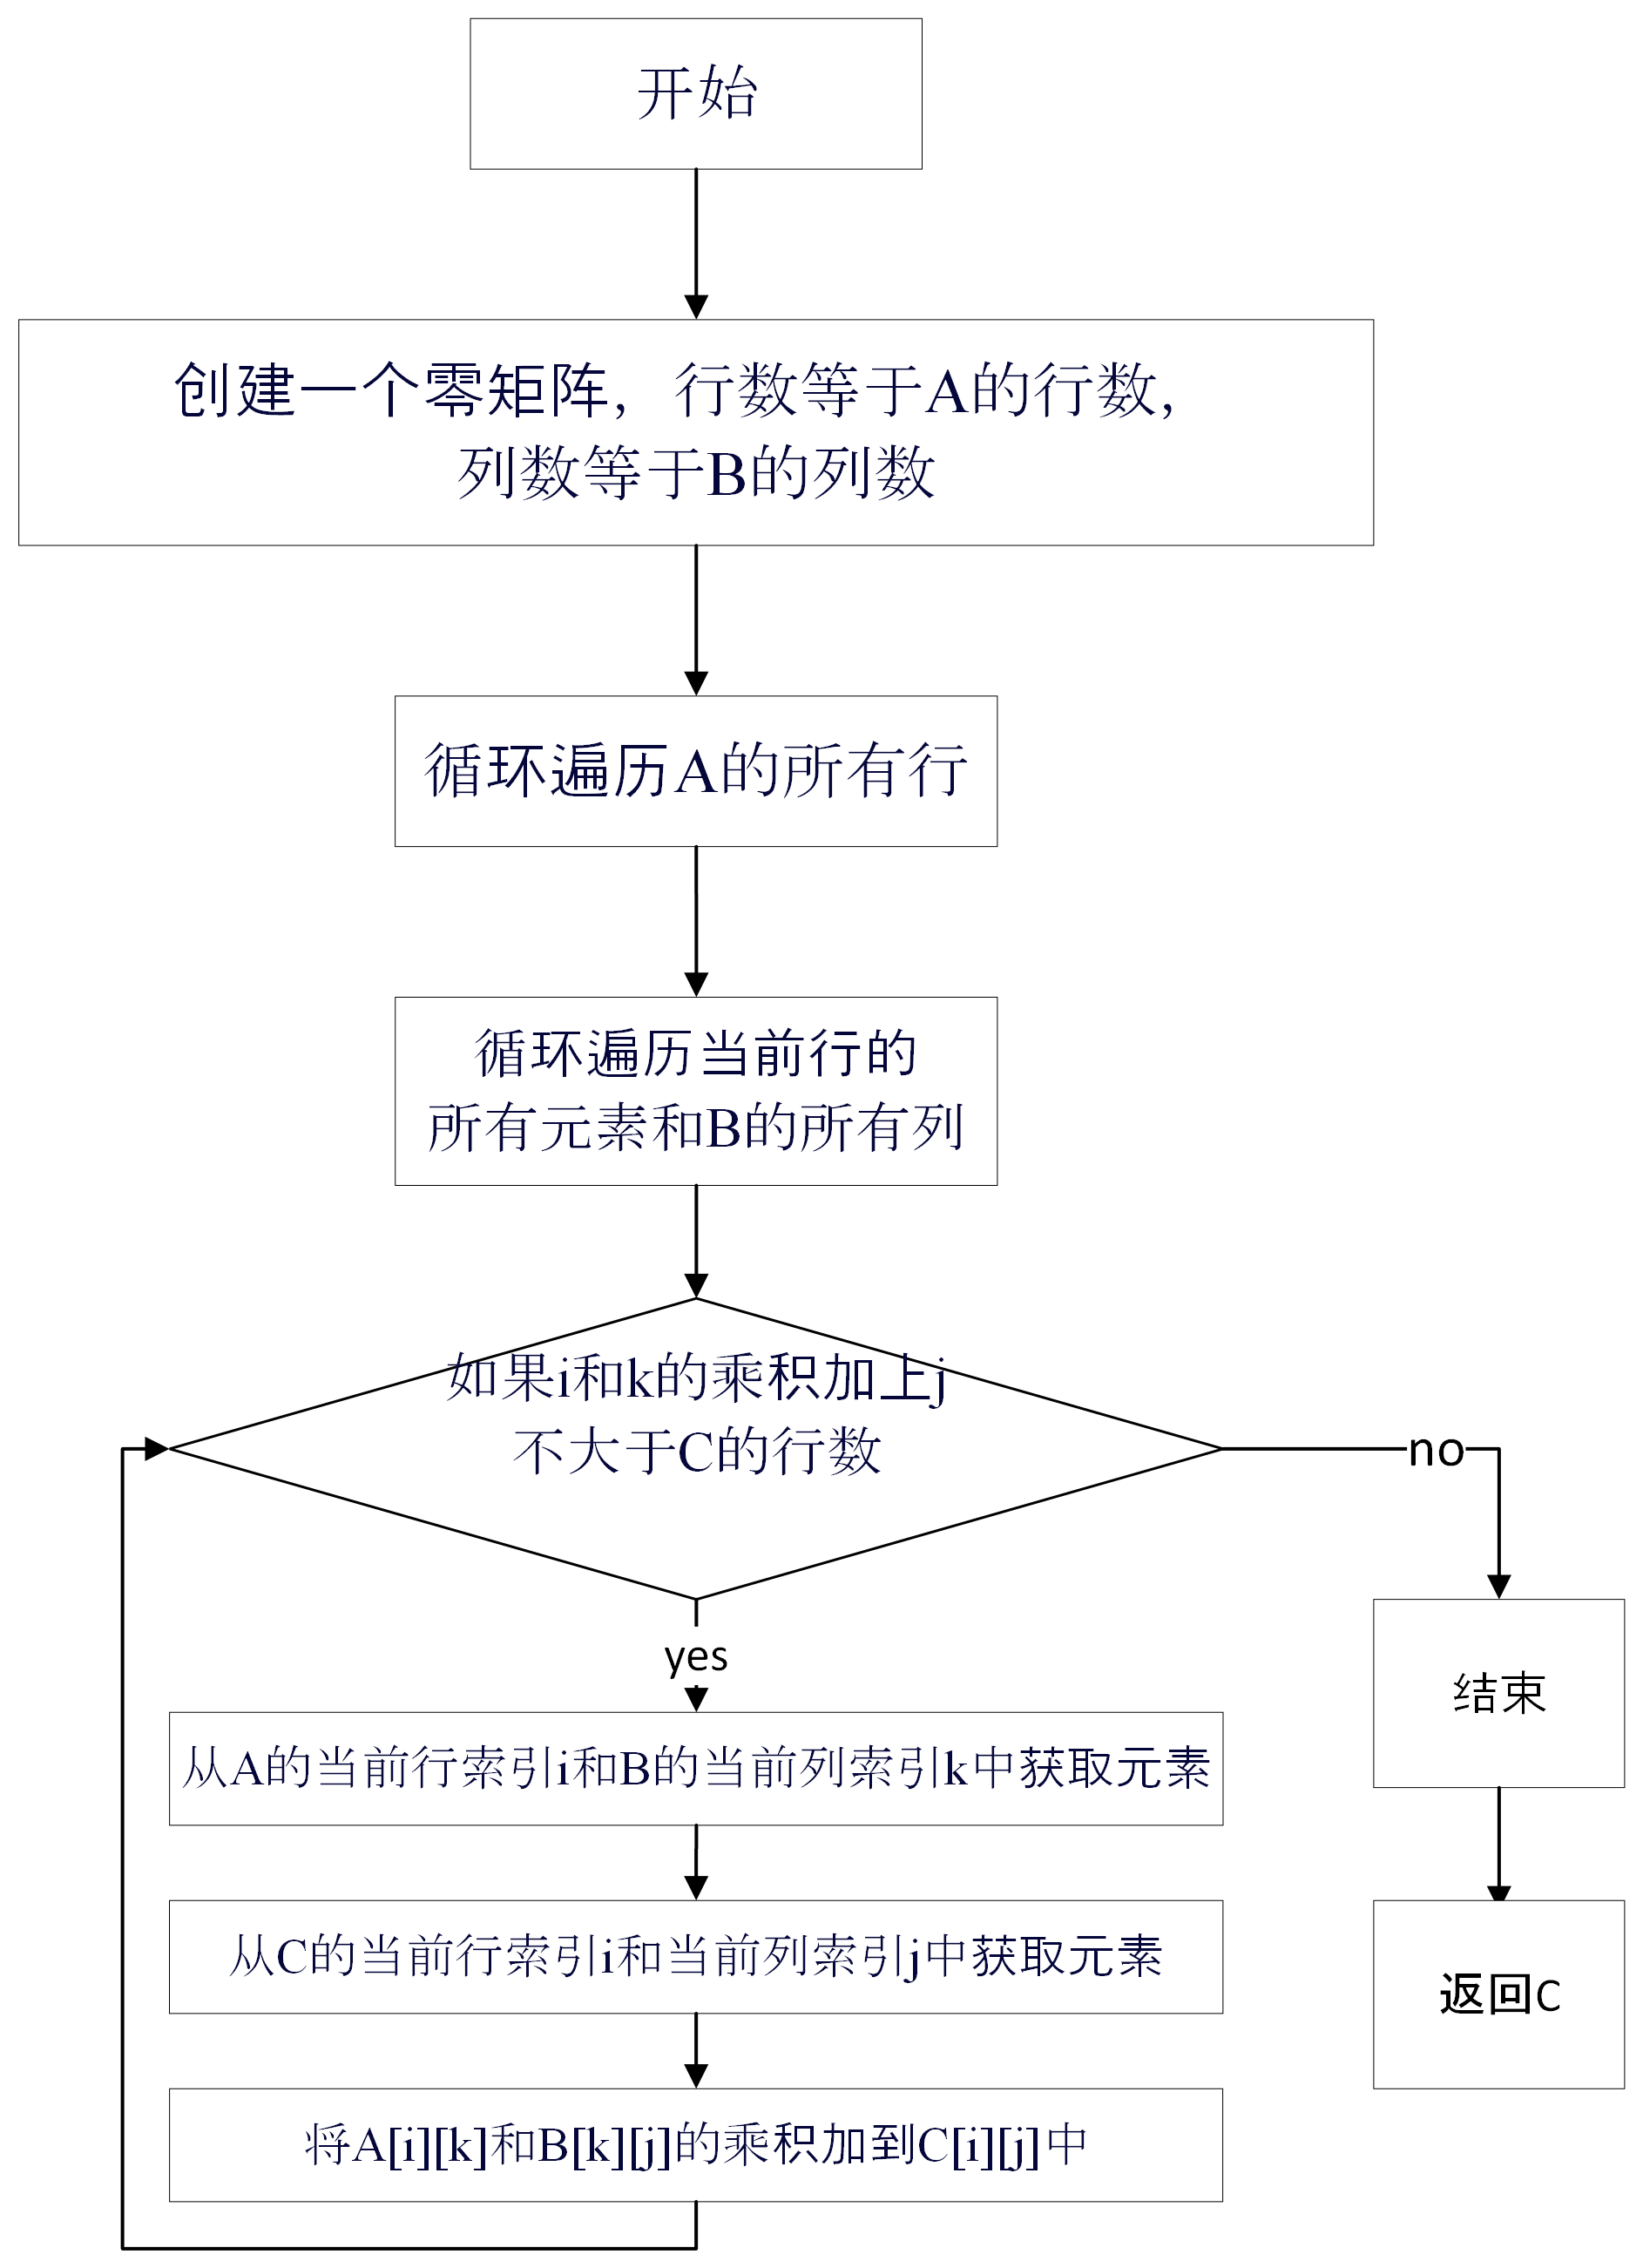 开始
创建一个零矩阵，行数等于A的行数，
列数等于B的列数
循环遍历A的所有行
循环遍历当前行的
所有元素和B的所有列
如果i和k的乘积加上j
不大于C的行数
no
yes
结束
从A的当前行索引i和B的当前列索引k中获取元素
从C的当前行索引i和当前列索引j中获取元素
返回C
将A[i][k]和B[k][j]的乘积加到C[i][j]中